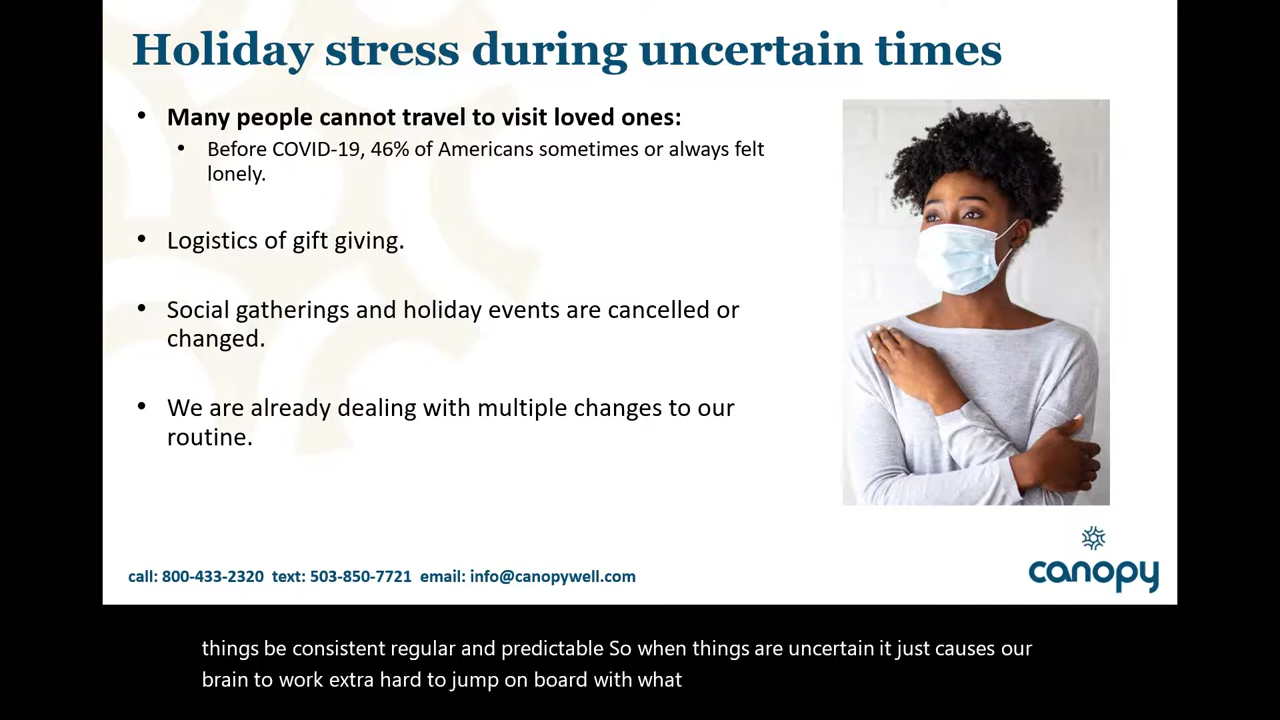 Holiday stress during uncertain times
• Many people cannot travel to visit loved ones:
• Before COVID-19, 46% of Americans sometimes or always felt
lonely.
• Logistics of gift giving.
• Social gatherings and holiday events are cancelled or
changed.
• We are already dealing with multiple changes to our
routine.
call: 800-433-2320 text: 503-850-7721 email: info@canopywell.com
canopy
things be consistent regular and predictable So when things are uncertain it just causes our
brain to work extra hard to jump on board with what